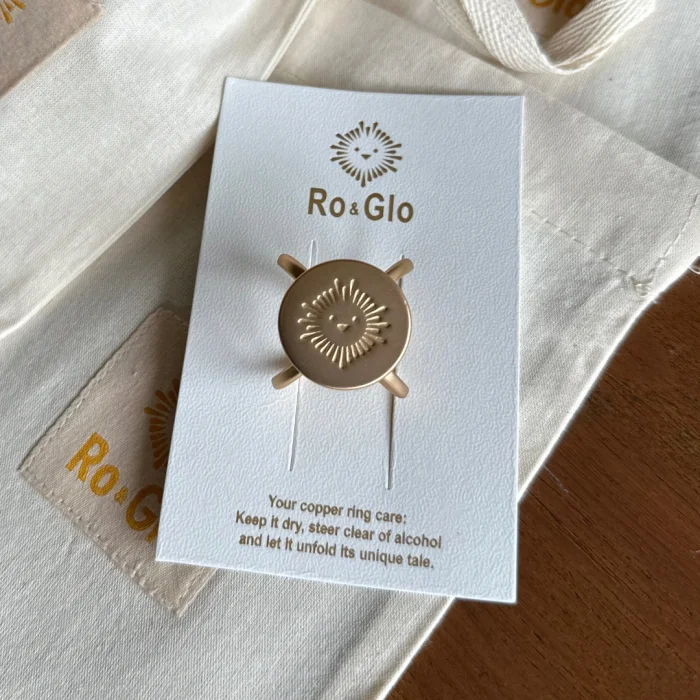 Ro & Glo
Your copper ring care:
Keep it dry, steer clear of alcohol
and let it unfold its unique tale.
Ro & G